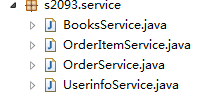 s2093.service
BooksService.java
OrderItemService.java
OrderService.java
UserinfoService.java